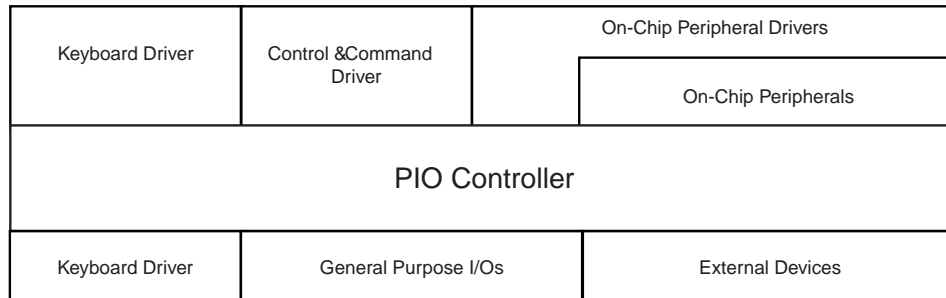 On-Chip Peripheral Drivers
Keyboard Driver
Control &Command
Driver
On-Chip Peripherals
PIO Controller
Keyboard Driver
General Purpose I/Os
External Devices